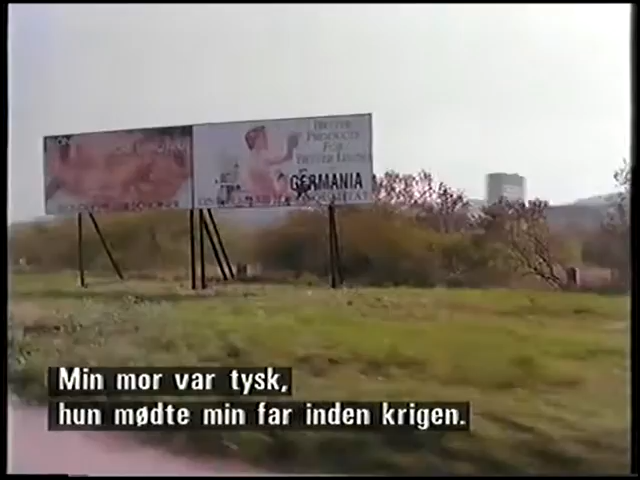 BETTER
PRODUCTS
FOR
BETTER LIVING
GERMANIA
Min mor var tysk,
hun mødte min far inden krigen.